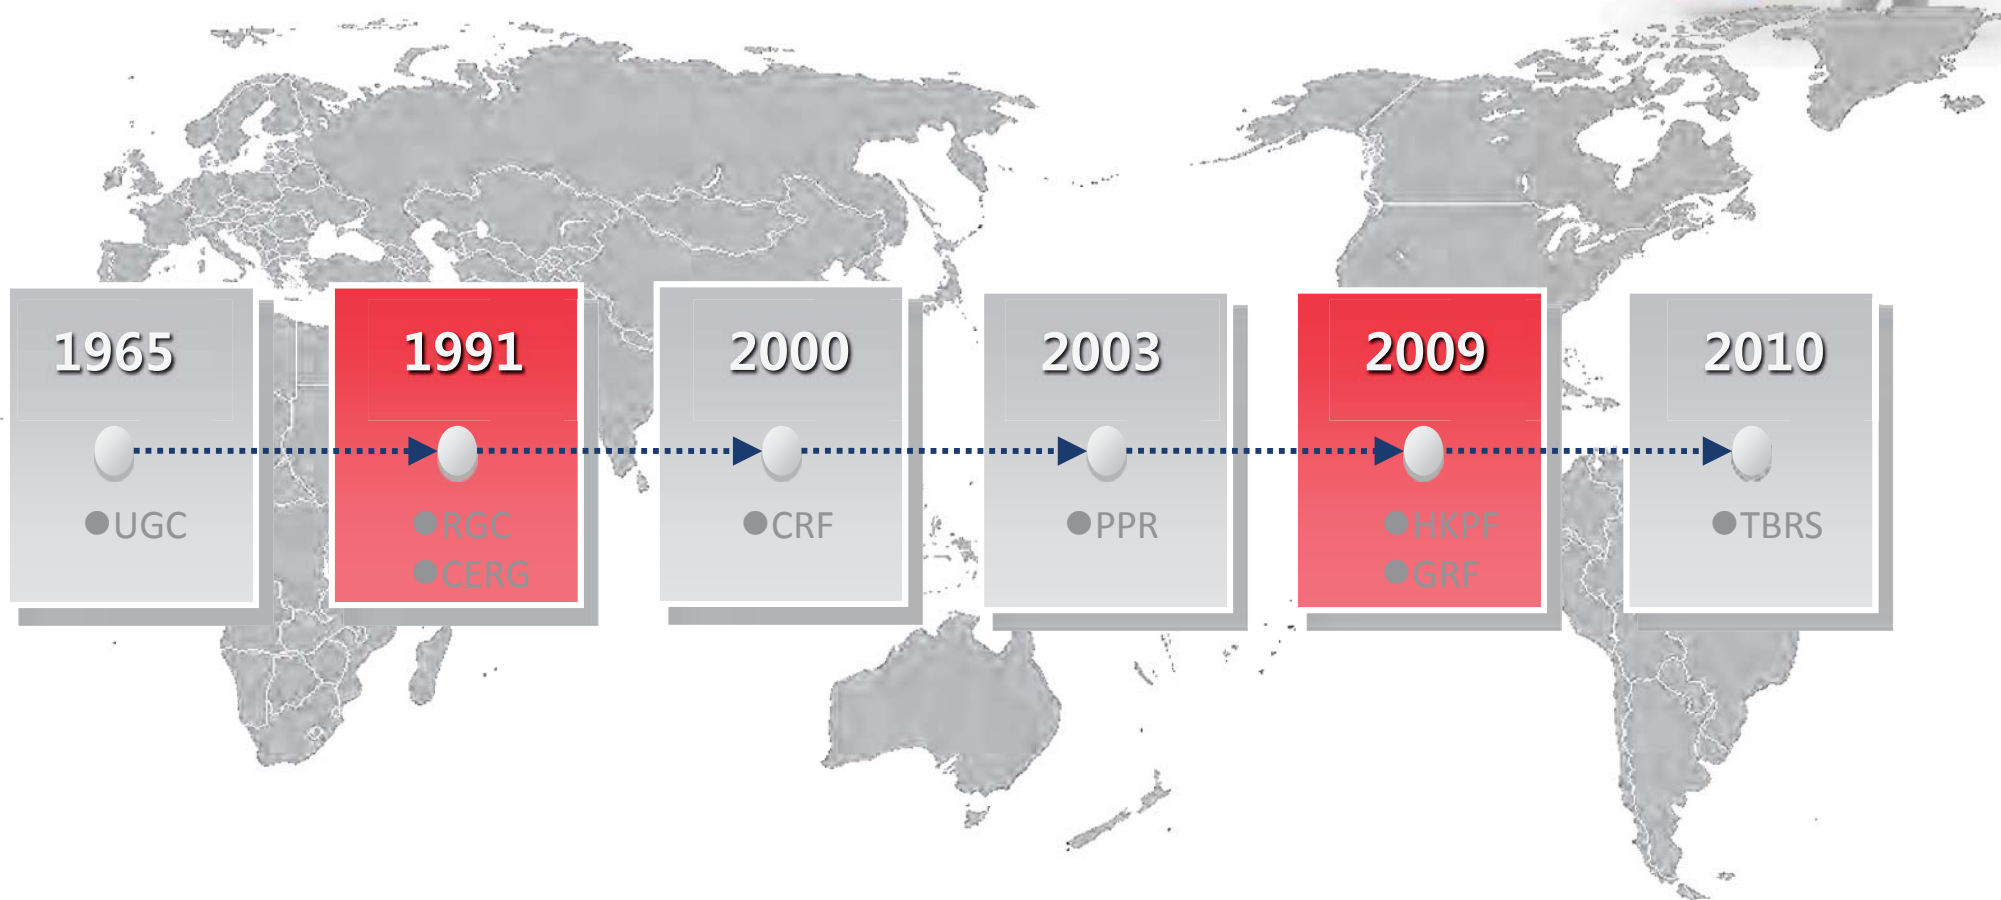 1965
● UGC
1991
● RGC
● CERG
2000
● CRF
2003
● PPR
2009
● HKPF
● GRF
2010
● TBRS